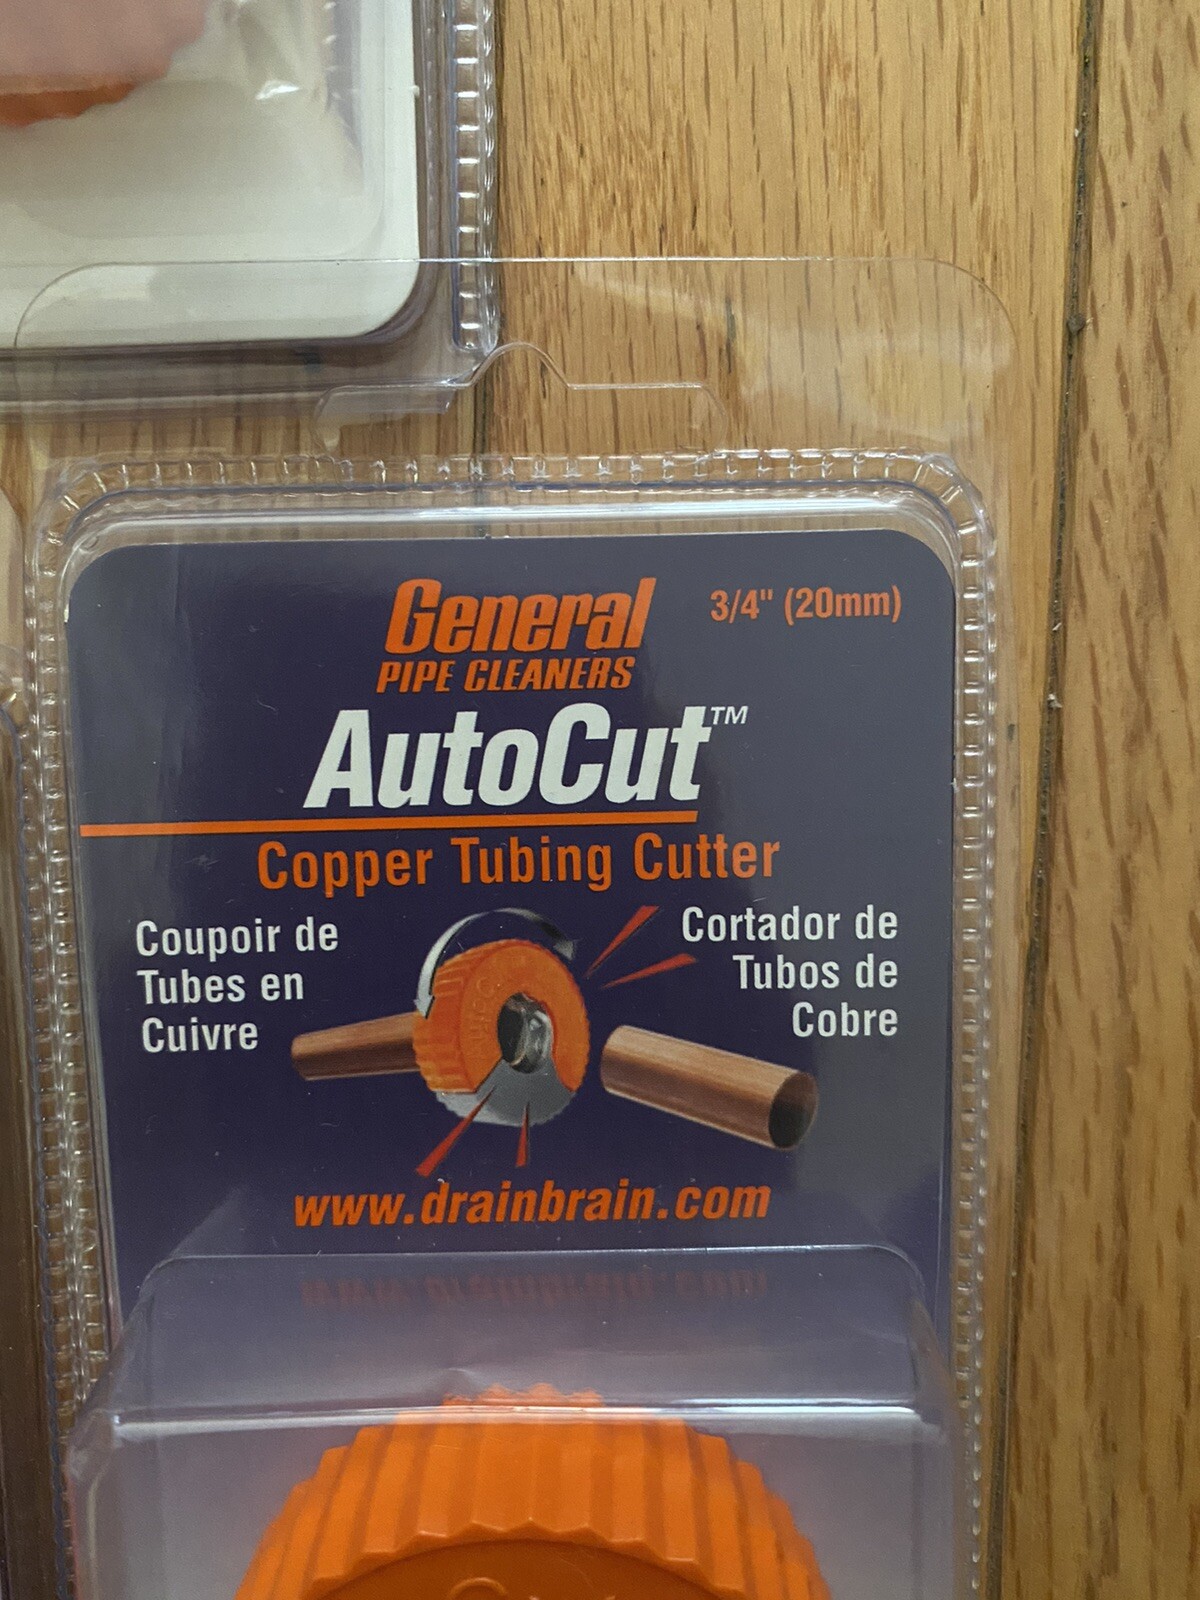 General
PIPE CLEANERS
3/4" (20mm)
AutoCut™
Copper Tubing Cutter
Coupoir de
Tubes en
Cuivre
Cortador de
Tubos de
Cobre
www.drainbrain.com